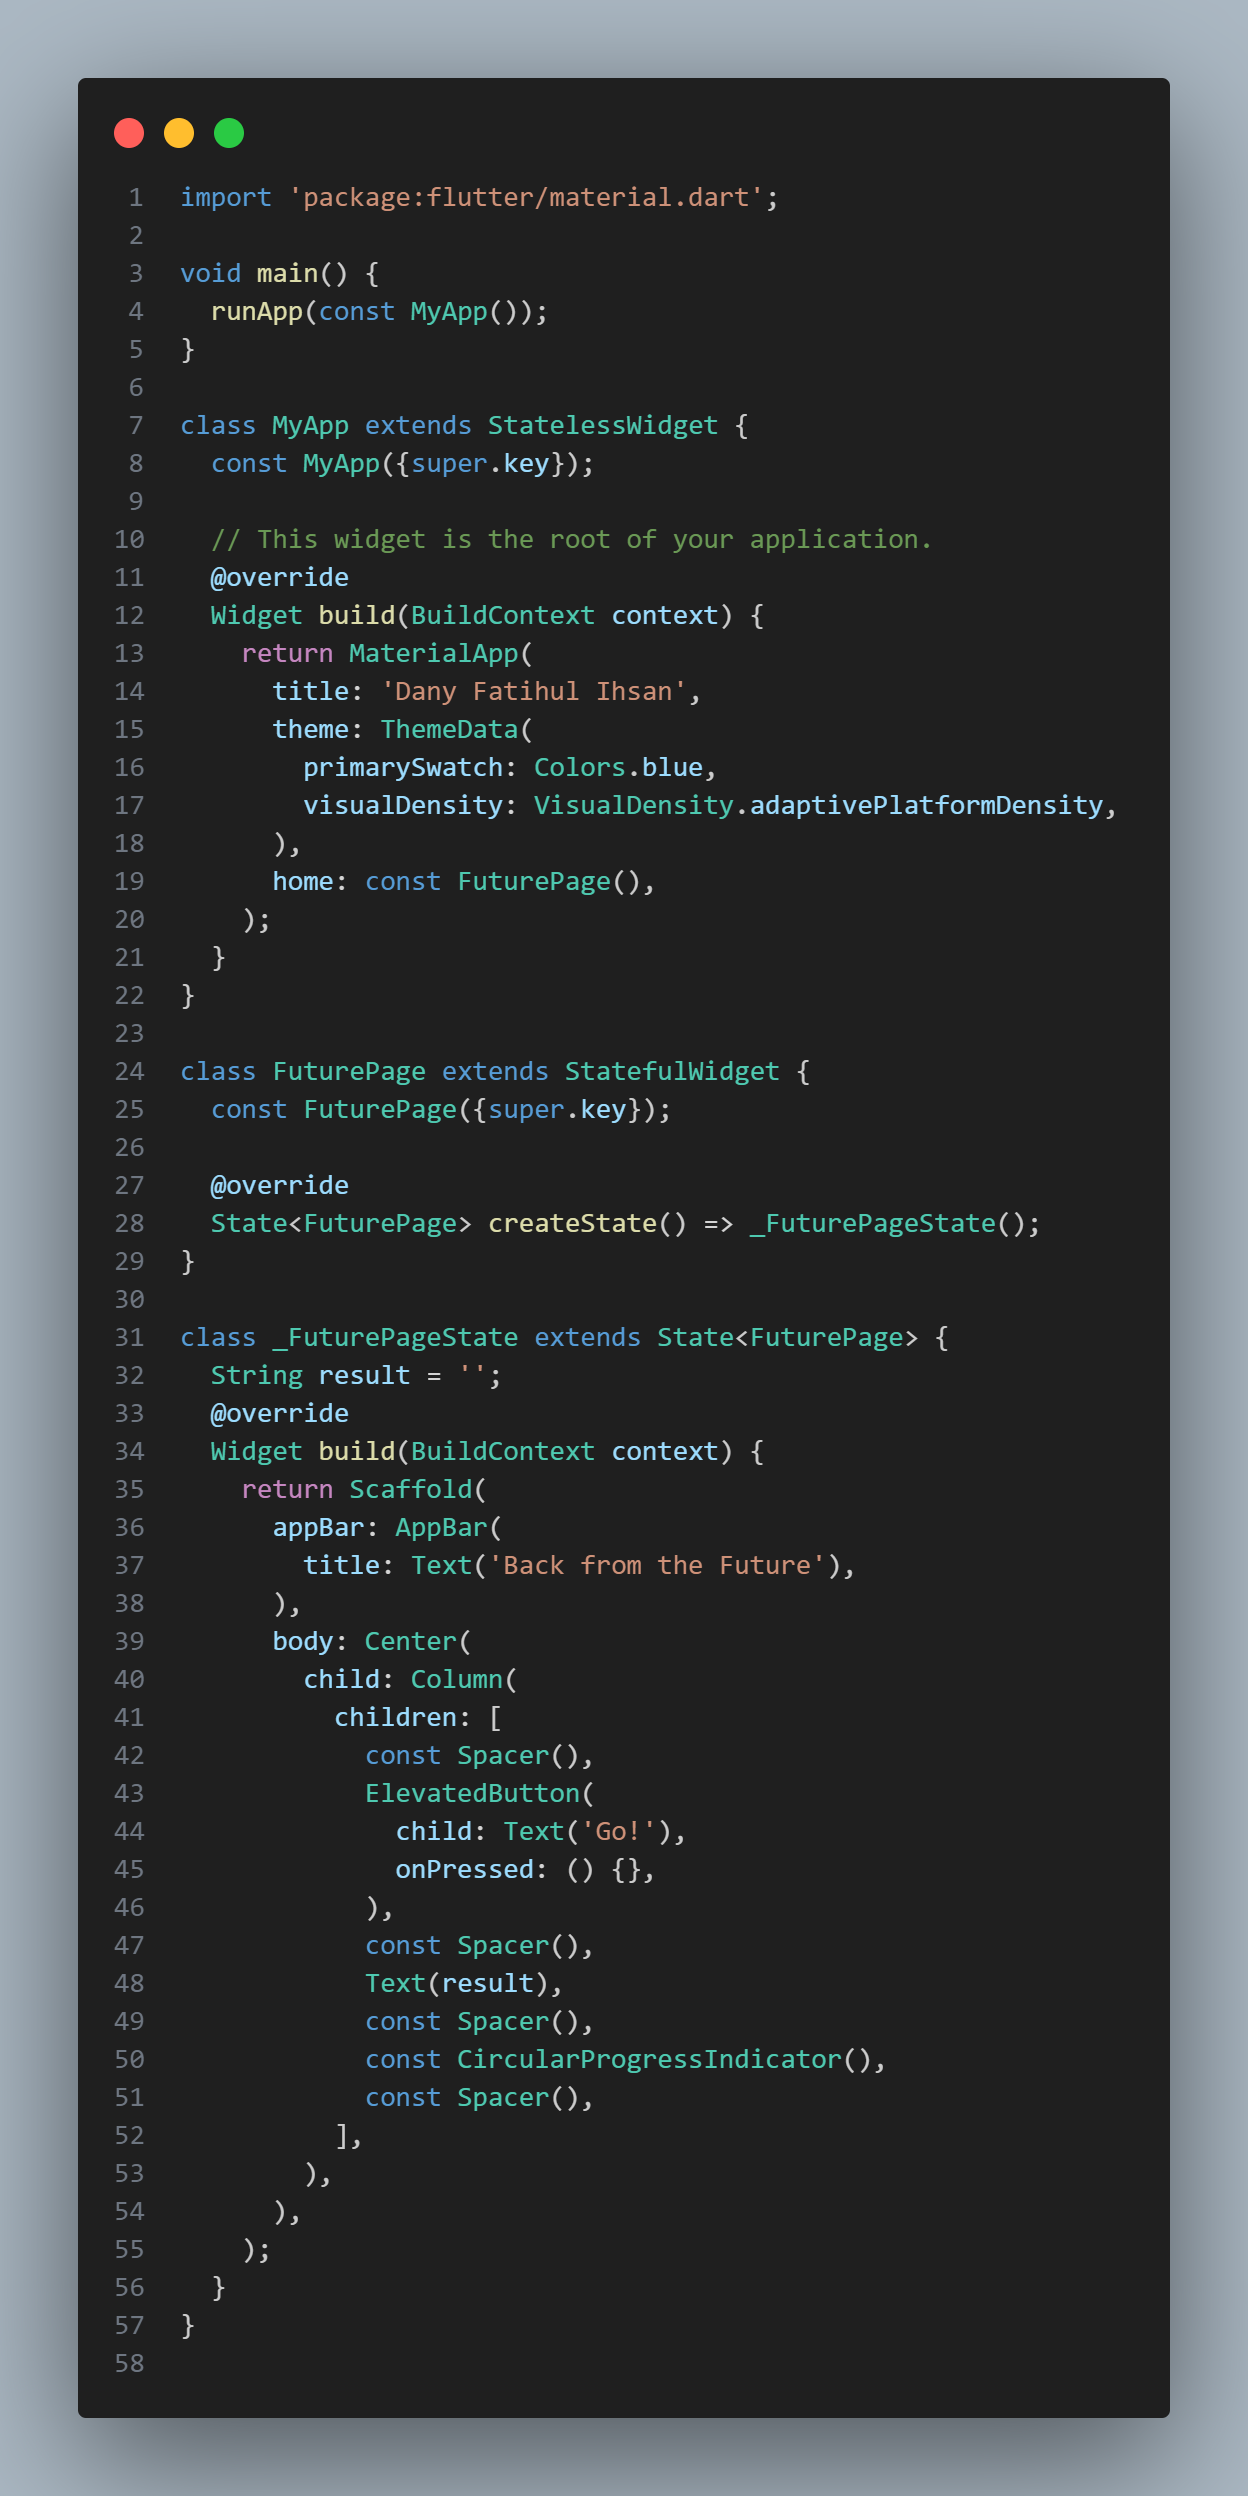 1 import 'package:flutter/material.dart';
2
3 void main() {
4   runApp(const MyApp());
5 }
6
7 class MyApp extends StatelessWidget {
8   const MyApp({super.key});
9
10   // This widget is the root of your application.
11   @override
12   Widget build(BuildContext context) {
13     return MaterialApp(
14       title: 'Dany Fatihul Ihsan',
15       theme: ThemeData(
16         primarySwatch: Colors.blue,
17         visualDensity: VisualDensity.adaptivePlatformDensity,
18       ),
19       home: const FuturePage(),
20     );
21   }
22 }
23
24 class FuturePage extends StatefulWidget {
25   const FuturePage({super.key});
26
27   @override
28   State<FuturePage> createState() => _FuturePageState();
29 }
30
31 class _FuturePageState extends State<FuturePage> {
32   String result = '';
33   @override
34   Widget build(BuildContext context) {
35     return Scaffold(
36       appBar: AppBar(
37         title: Text('Back from the Future'),
38       ),
39       body: Center(
40         child: Column(
41           children: [
42             const Spacer(),
43             ElevatedButton(
44               child: Text('Go!'),
45               onPressed: () {},
46             ),
47             const Spacer(),
48             Text(result),
49             const Spacer(),
50             const CircularProgressIndicator(),
51             const Spacer(),
52           ],
53         ),
54       ),
55     );
56   }
57 }
58